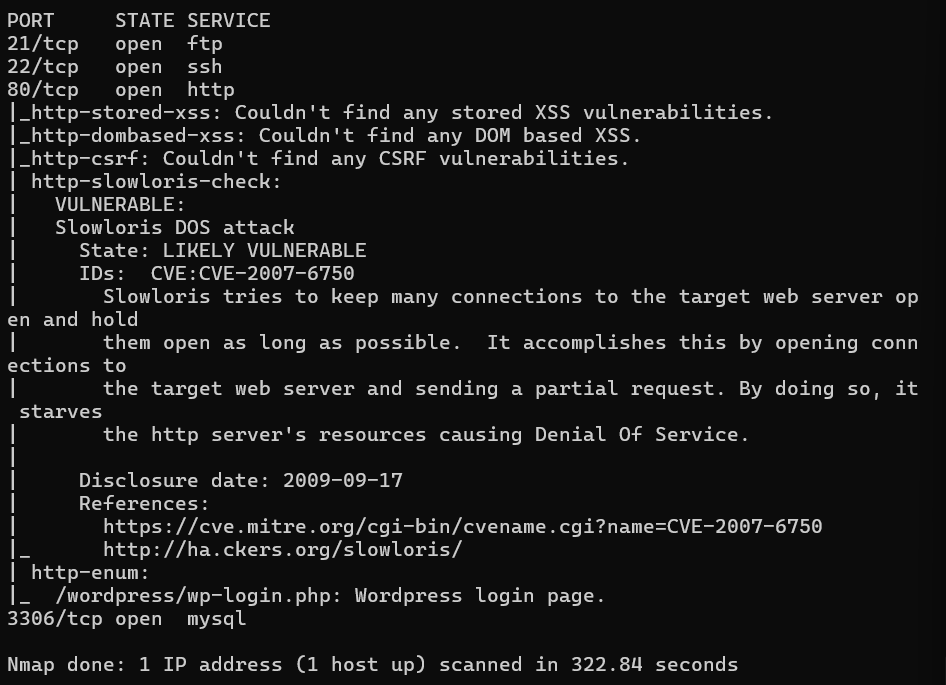 PORT     STATE SERVICE
21/tcp   open  ftp
22/tcp   open  ssh
80/tcp   open  http
|_http-stored-xss: Couldn't find any stored XSS vulnerabilities.
|_http-dombased-xss: Couldn't find any DOM based XSS.
|_http-csrf: Couldn't find any CSRF vulnerabilities.
| http-slowloris-check:
|   VULNERABLE:
|   Slowloris DOS attack
|     State: LIKELY VULNERABLE
|     IDs:  CVE:CVE-2007-6750
|       Slowloris tries to keep many connections to the target web server op
en and hold
|       them open as long as possible.  It accomplishes this by opening conn
ections to
|       the target web server and sending a partial request. By doing so, it
 starves
|       the http server's resources causing Denial Of Service.
|
|     Disclosure date: 2009-09-17
|     References:
|       https://cve.mitre.org/cgi-bin/cvename.cgi?name=CVE-2007-6750
|_      http://ha.ckers.org/slowloris/
| http-enum:
|_  /wordpress/wp-login.php: Wordpress login page.
3306/tcp open  mysql

Nmap done: 1 IP address (1 host up) scanned in 322.84 seconds